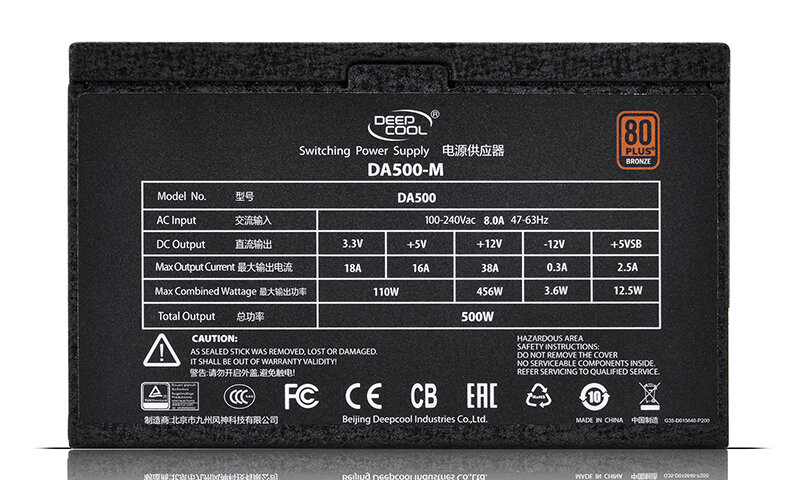 DEEP
COOL ®
Switching Power Supply 电源供应器
DA500-M
80
PLUS®
BRONZE
Model No. 型号 DA500
AC Input 交流输入 100-240Vac 8.0A 47-63Hz
DC Output 直流输出 3.3V +5V +12V -12V +5VSB
Max Output Current 最大输出电流 18A 16A 38A 0.3A 2.5A
Max Combined Wattage 最大输出功率 110W 456W 3.6W 12.5W
Total Output 总功率 500W
CAUTION:
AS SEALED STICK WAS REMOVED, LOST OR DAMAGED.
IT SHALL BE OUT OF WARRANTY VALIDITY!
警告:请勿开启外盖,避免触电!
HAZARDOUS AREA
SAFETY INSTRUCTIONS:
DO NOT REMOVE THE COVER
NO SERVICEABLE COMPONENTS INSIDE.
REFER SERVICING TO QUALIFIED SERVICE.
CCC FC CE CB EAC RoHS 10
制造商:北京市九州风神科技有限公司 Beijing Deepcool Industries Co.,Ltd. MADE IN CHINA 中国制造 G35-D015640-P200